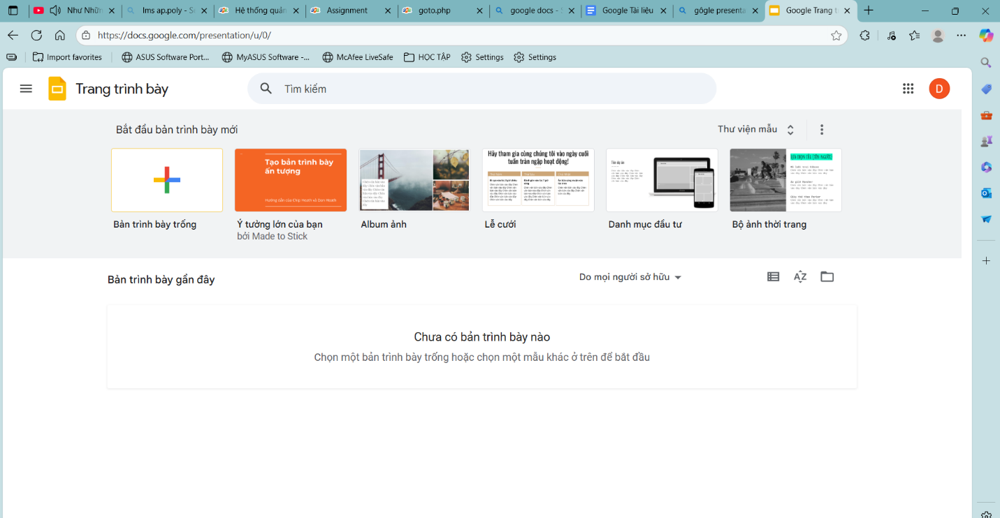 Như Nhữn
lms ap.poly - Se
Hệ thống quản
Assignment
goto.php
google docs - S
Google Tài liệu
gôgle presenta
Google Trang t
https://docs.google.com/presentation/u/0/
Import favorites
ASUS Software Port...
MyASUS Software -...
McAfee LiveSafe
HỌC TẬP
Settings
Settings
Trang trình bày
Tìm kiếm
D
Bắt đầu bản trình bày mới
Thư viện mẫu
Tạo bản trình bày
ấn tượng
Hướng dẫn của Chip Heath và Dan Heath
Hãy tham gia cùng chúng tôi vào ngày cuối
tuần tràn ngập hoạt động!
Tên dự án
Bản trình bày trống
Ý tưởng lớn của bạn
bởi Made to Stick
Album ảnh
Lễ cưới
Danh mục đầu tư
Bộ ảnh thời trang
Bản trình bày gần đây
Do mọi người sở hữu
AZ
Chưa có bản trình bày nào
Chọn một bản trình bày trống hoặc chọn một mẫu khác ở trên để bắt đầu